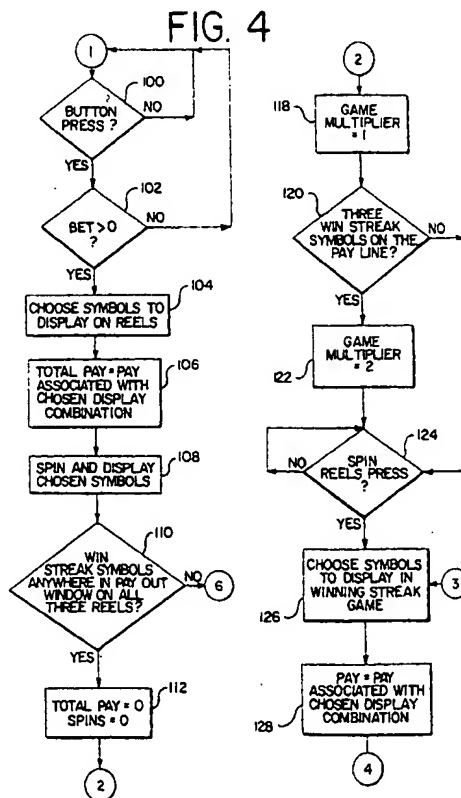 FIG. 4
1
100
BUTTON
PRESS ?
NO
YES
102
BET > 0
?
NO
YES
104
CHOOSE SYMBOLS TO
DISPLAY ON REELS
106
TOTAL PAY = PAY
ASSOCIATED WITH
CHOSEN DISPLAY
COMBINATION
108
SPIN AND DISPLAY
CHOSEN SYMBOLS
110
WIN
STREAK SYMBOLS
ANYWHERE IN PAY OUT
WINDOW ON ALL
THREE REELS?
NO
6
YES
112
TOTAL PAY = 0
SPINS = 0
2
2
118
GAME
MULTIPLIER
= 1
120
THREE
WIN STREAK
SYMBOLS ON THE
PAY LINE?
NO
YES
122
GAME
MULTIPLIER
= 2
124
SPIN
REELS PRESS
?
NO
YES
126
CHOOSE SYMBOLS
TO DISPLAY IN
WINNING STREAK
GAME
3
128
PAY = PAY
ASSOCIATED WITH
CHOSEN DISPLAY
COMBINATION
4